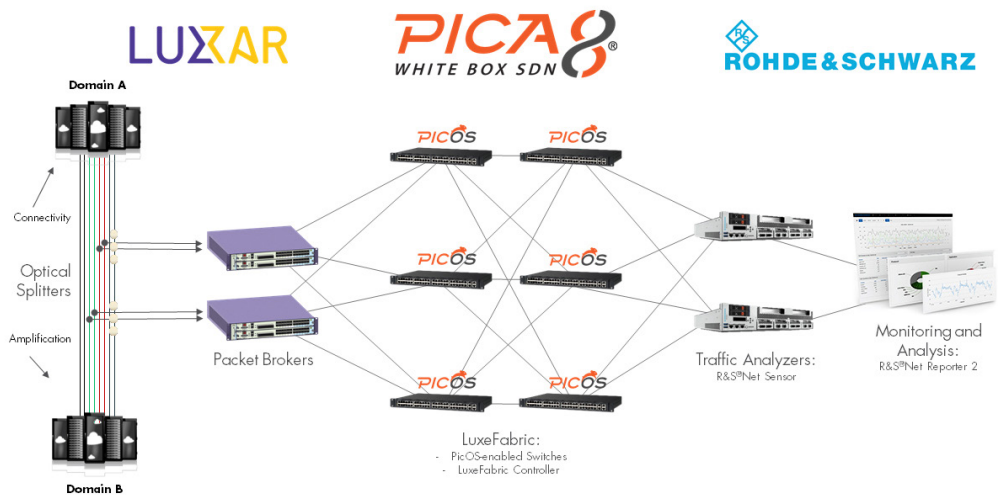 LUXAR
PICA8®
WHITE BOX SDN
R&S
ROHDE & SCHWARZ
Domain A
Connectivity
Optical
Splitters
Amplification
Domain B
Packet Brokers
PICOS
PICOS
PICOS
PICOS
PICOS
PICOS
LuxeFabric:
- PicOS-enabled Switches
- LuxeFabric Controller
Traffic Analyzers:
R&S®Net Sensor
Monitoring and
Analysis:
R&S®Net Reporter 2